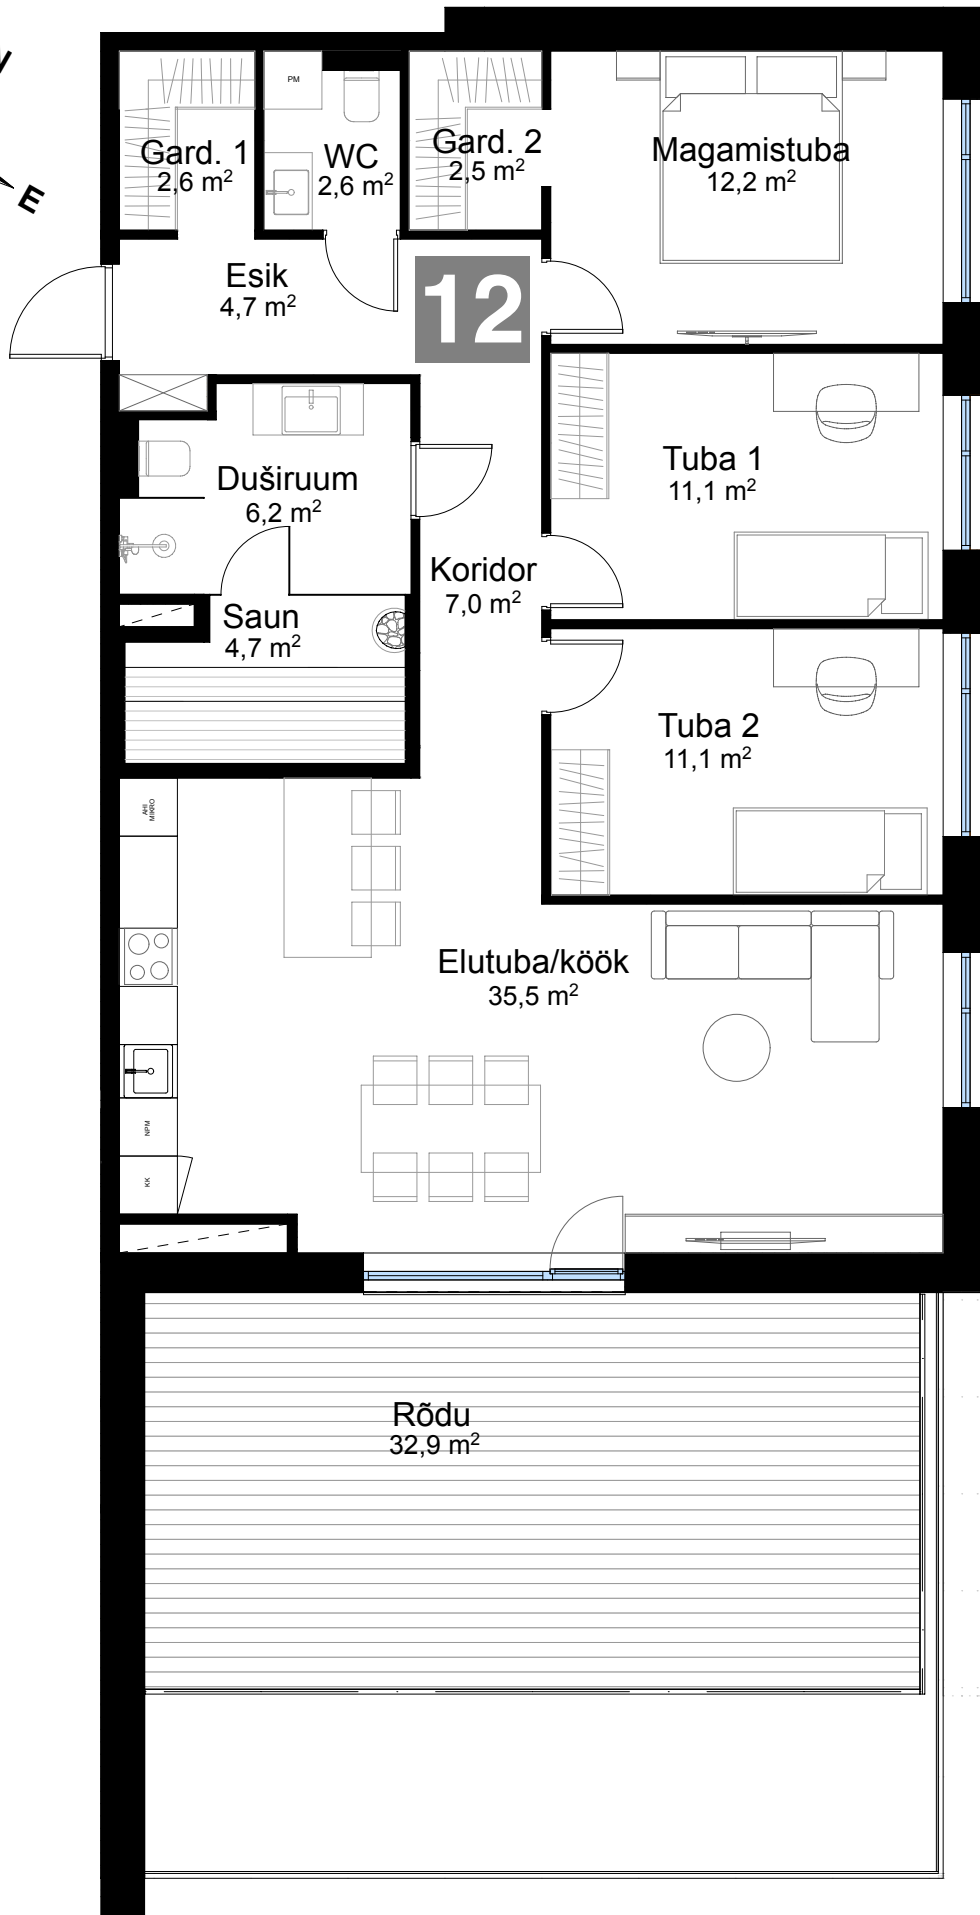 PM
Gard. 1
2,6 m²
WC
2,6 m²
Gard. 2
2,5 m²
Magamistuba
12,2 m²
E
Esik
4,7 m²
12
Tuba 1
11,1 m²
Duširuum
6,2 m²
Koridor
7,0 m²
Saun
4,7 m²
Tuba 2
11,1 m²
AHI
MIKRO
Elutuba/köök
35,5 m²
NPM
KK
Rõdu
32,9 m²